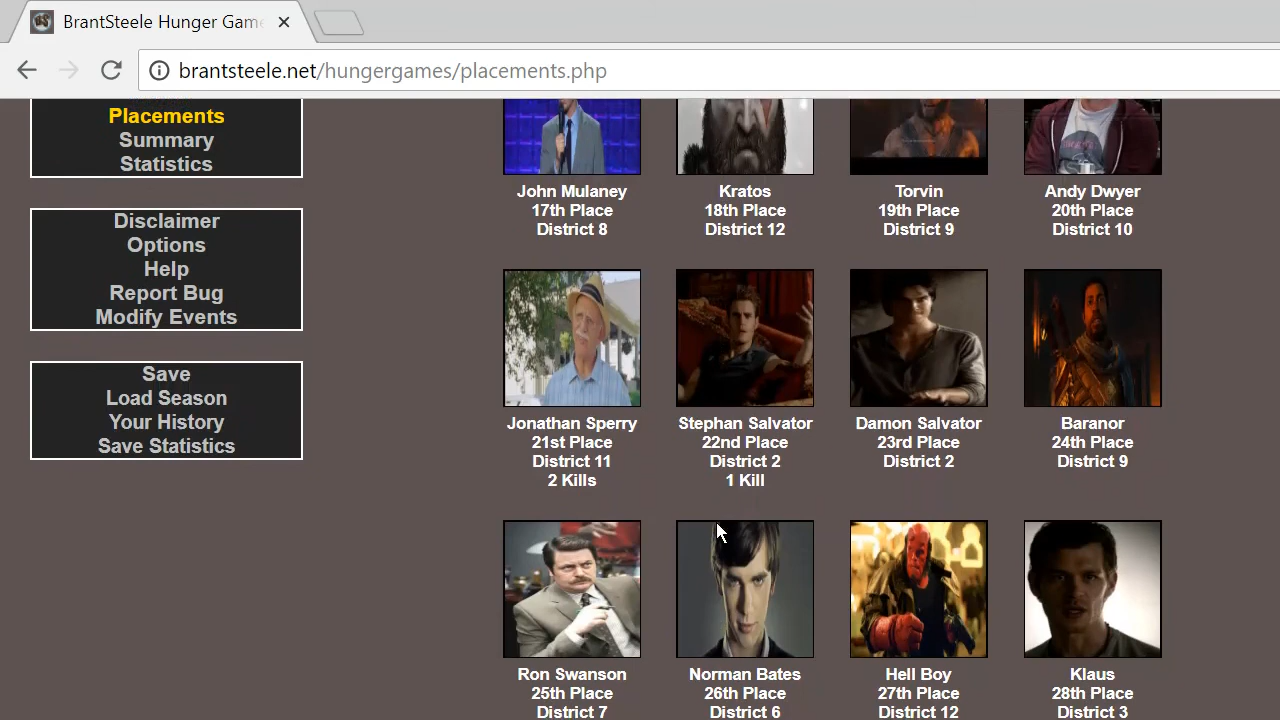 BrantSteele Hunger Game
brantsteele.net/hungergames/placements.php
Placements
Summary
Statistics
Disclaimer
Options
Help
Report Bug
Modify Events
Save
Load Season
Your History
Save Statistics
John Mulaney
17th Place
District 8
Kratos
18th Place
District 12
Torvin
19th Place
District 9
Andy Dwyer
20th Place
District 10
Jonathan Sperry
21st Place
District 11
2 Kills
Stephan Salvator
22nd Place
District 2
1 Kill
Damon Salvator
23rd Place
District 2
Baranor
24th Place
District 9
Ron Swanson
25th Place
District 7
Norman Bates
26th Place
District 6
Hell Boy
27th Place
District 12
Klaus
28th Place
District 3